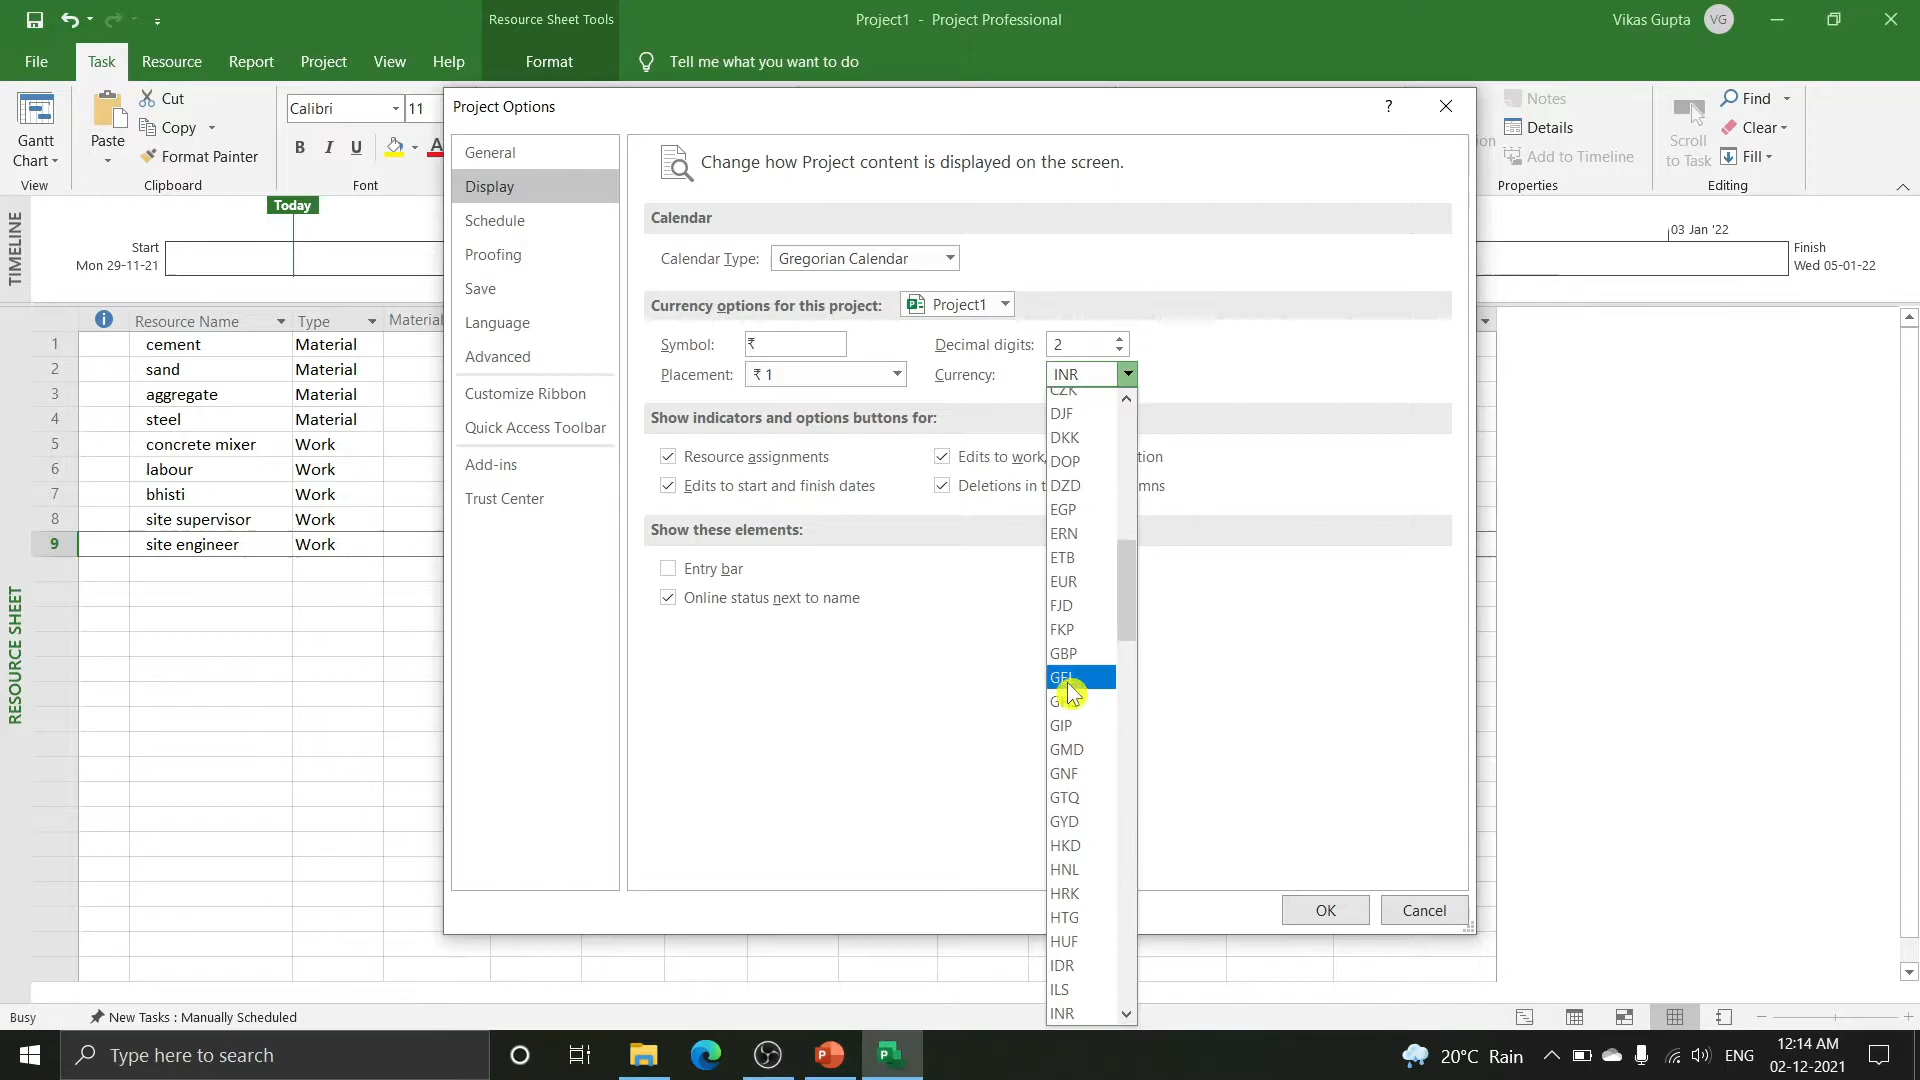 Resource Sheet Tools
Project1 - Project Professional
Vikas Gupta
VG
File
Task
Resource
Report
Project
View
Help
Format
Tell me what you want to do
Gantt
Chart
View
Paste
Cut
Copy
Format Painter
Clipboard
Calibri
11
B
I
U
A
Font
Notes
Details
Add to Timeline
Properties
Scroll
to Task
Find
Clear
Fill
Editing
TIMELINE
Today
Start
Mon 29-11-21
03 Jan '22
Finish
Wed 05-01-22
RESOURCE SHEET
Resource Name
Type
Material
1 cement Material
2 sand Material
3 aggregate Material
4 steel Material
5 concrete mixer Work
6 labour Work
7 bhisti Work
8 site supervisor Work
9 site engineer Work
Project Options
?
General
Display
Schedule
Proofing
Save
Language
Advanced
Customize Ribbon
Quick Access Toolbar
Add-ins
Trust Center
Change how Project content is displayed on the screen.
Calendar
Calendar Type: Gregorian Calendar
Currency options for this project: Project1
Symbol: ₹
Decimal digits: 2
Placement: ₹ 1
Currency: INR
Show indicators and options buttons for:
Resource assignments
Edits to work,
Edits to start and finish dates
Deletions in
Show these elements:
Entry bar
Online status next to name
CZK
DJF
DKK
DOP
DZD
EGP
ERN
ETB
EUR
FJD
FKP
GBP
GIP
GMD
GNF
GTQ
GYD
HKD
HNL
HRK
HTG
HUF
IDR
ILS
INR
OK
Cancel
Busy
New Tasks : Manually Scheduled
Type here to search
20°C Rain
ENG
12:14 AM
02-12-2021